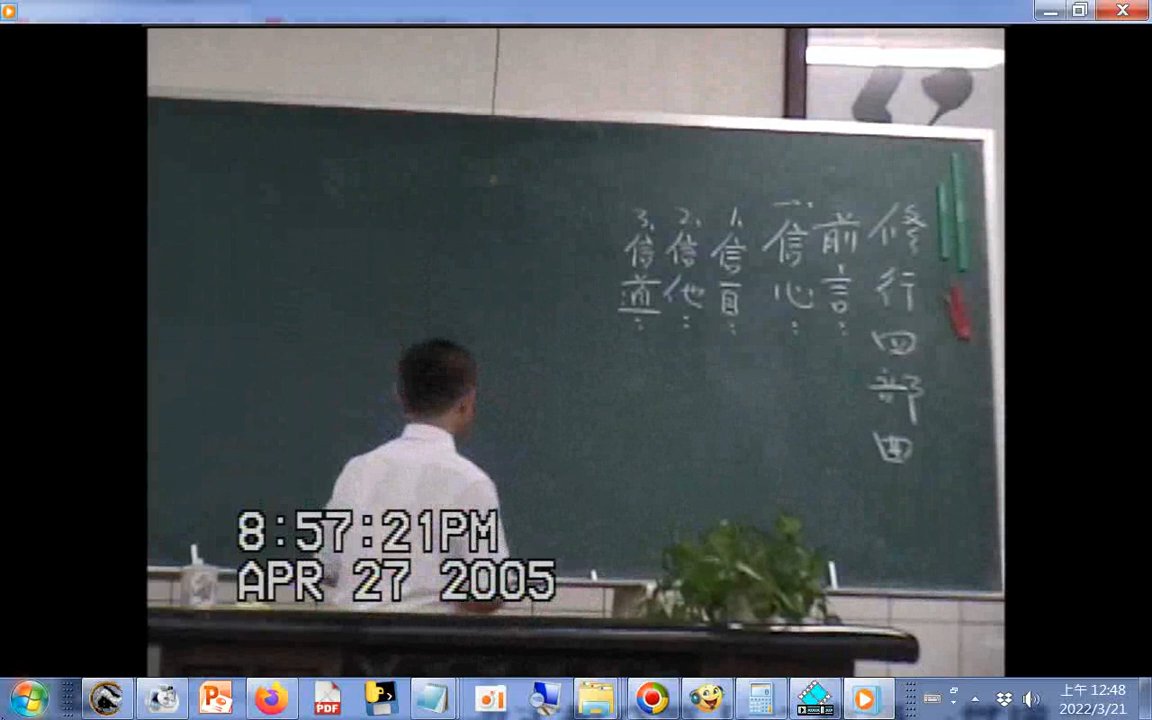 修行四部曲
前言：
一、信心：
1、信自：
2、信他：
3、信道：
8:57:21PM
APR 27 2005
PDF
上午 12:48
2022/3/21